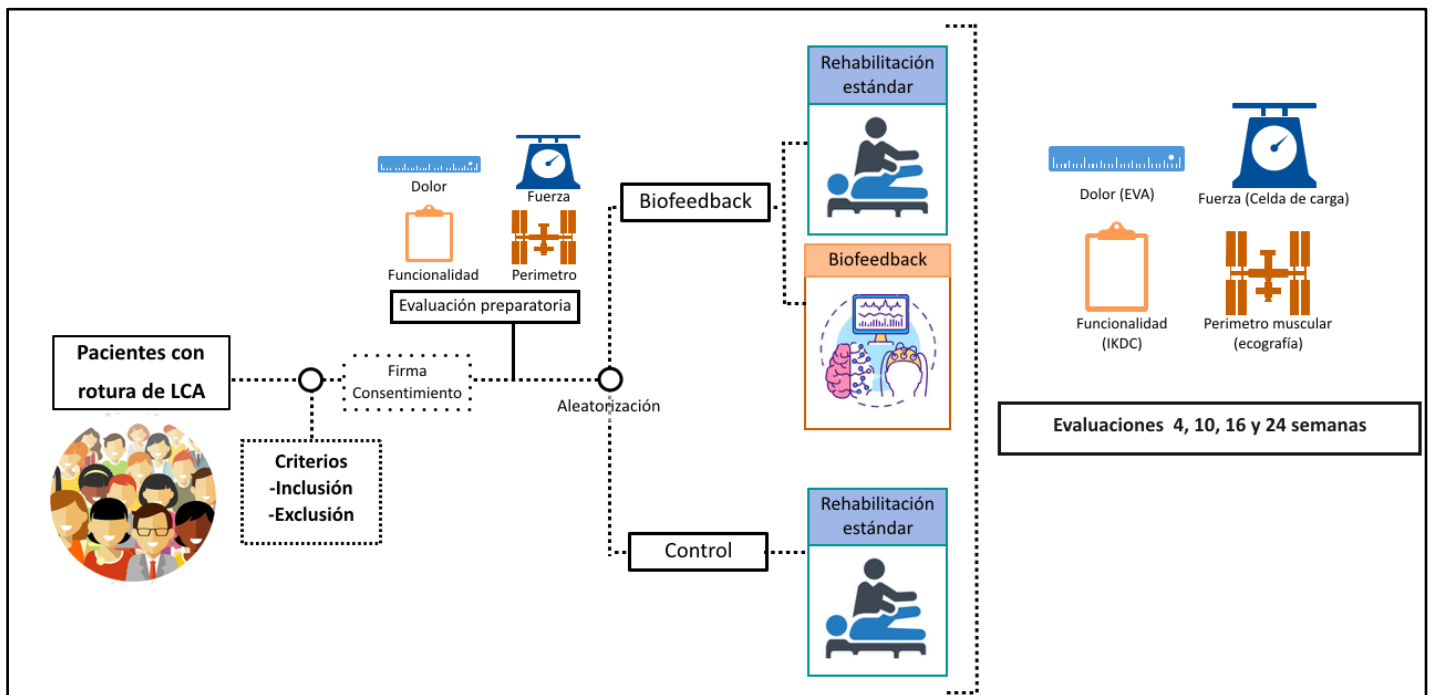 Pacientes con
rotura de LCA
Criterios
-Inclusión
-Exclusión
Firma
Consentimiento
Dolor
Fuerza
Funcionalidad
Perimetro
Evaluación preparatoria
Aleatorización
Biofeedback
Rehabilitación
estándar
Biofeedback
Control
Rehabilitación
estándar
Dolor (EVA)
Fuerza (Celda de carga)
Funcionalidad
(IKDC)
Perimetro muscular
(ecografía)
Evaluaciones 4, 10, 16 y 24 semanas